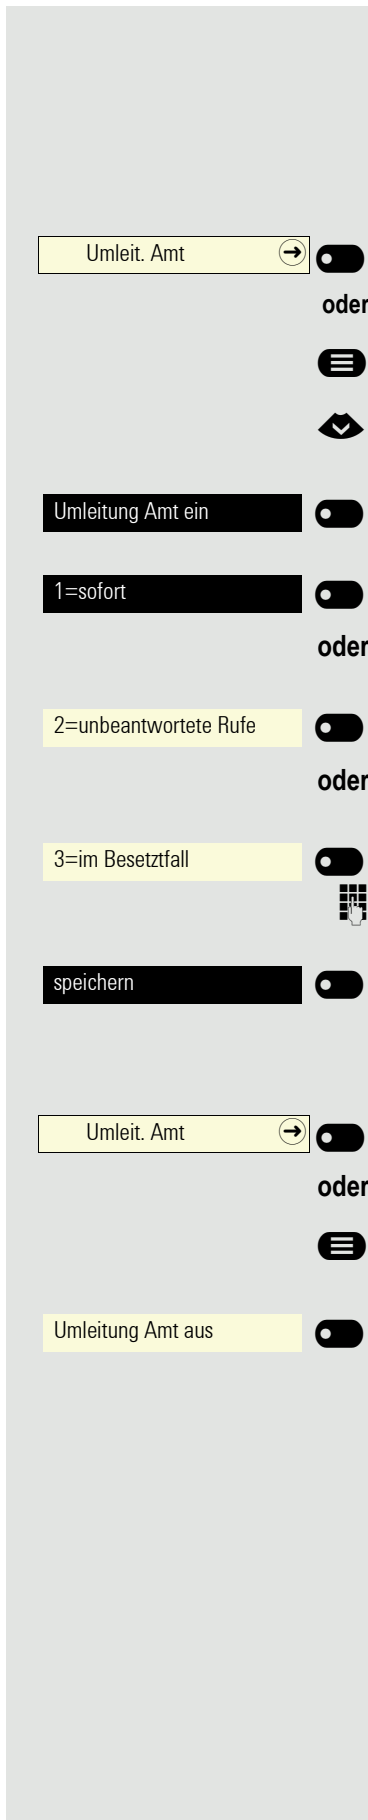 Umleit. Amt
oder
Umleitung Amt ein
1=sofort
oder
2=unbeantwortete Rufe
oder
3=im Besetztfall
speichern
Umleit. Amt
oder
Umleitung Amt aus